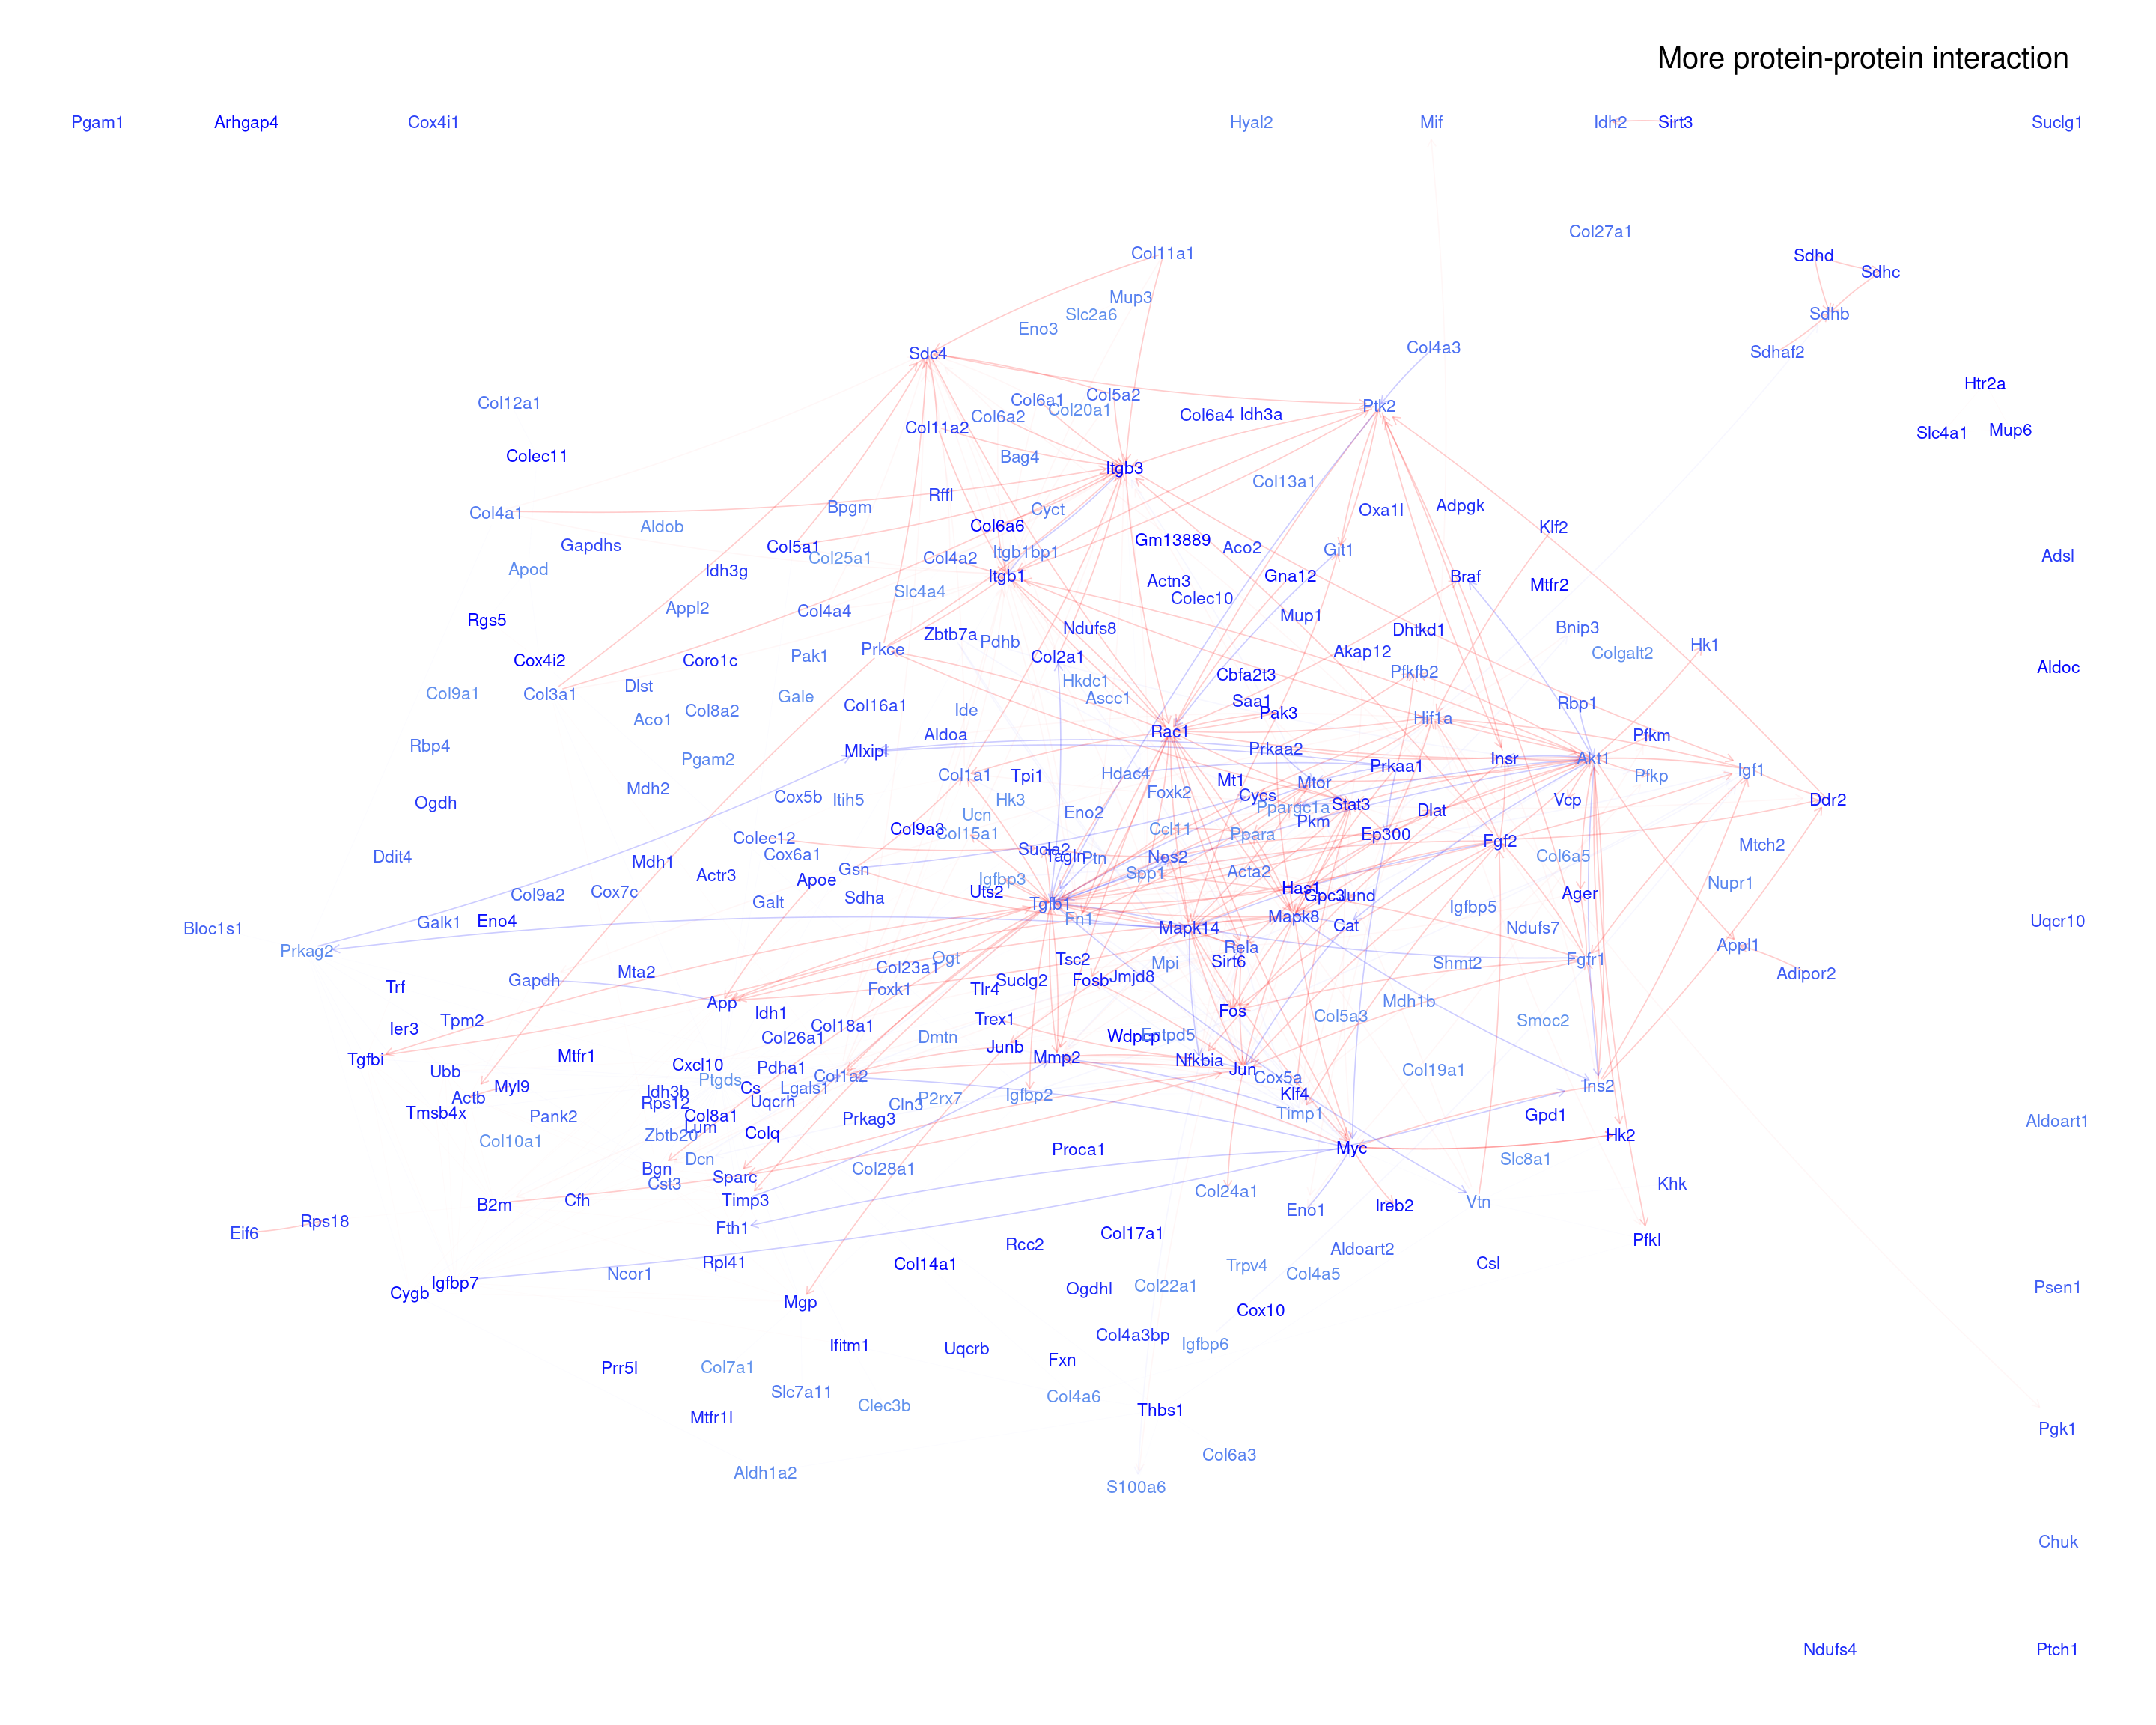 More protein-protein interaction
Pgam1
Arhgap4
Cox4i1
Hyal2
Mif
Idh2
Sirt3
Suclg1
Col27a1
Col11a1
Sdhd
Sdhc
Mup3
Slc2a6
Sdhb
Eno3
Sdc4
Col4a3
Sdhaf2
Htr2a
Col12a1
Col6a1
Col5a2
Col20a1
Ptk2
Col6a2
Col6a4
Idh3a
Col11a2
Slc4a1
Mup6
Colec11
Bag4
Itgb3
Col13a1
Rffl
Bpgm
Cyct
Adpgk
Oxa1l
Col4a1
Aldob
Col6a6
Klf2
Gapdhs
Col5a1
Gm13889
Aco2
Git1
Col25a1
Col4a2
Itgb1bp1
Adsl
Apod
Idh3g
Itgb1
Gna12
Braf
Actn3
Mtfr2
Slc4a4
Colec10
Appl2
Col4a4
Mup1
Rgs5
Zbtb7a
Pdhb
Ndufs8
Dhtkd1
Bnip3
Hk1
Cox4i2
Coro1c
Pak1
Prkce
Col2a1
Akap12
Colgalt2
Aldoc
Pfkfb2
Cbfa2t3
Hkdc1
Dlst
Col9a1
Col3a1
Gale
Ascc1
Saa1
Rbp1
Col16a1
Col8a2
Ide
Pak3
Aco1
Hif1a
Rac1
Aldoa
Pfkm
Rbp4
Mlxipl
Prkaa2
Pgam2
Insr
Akt1
Prkaa1
Igf1
Col1a1
Tpi1
Hdac4
Mt1
Mtor
Pfkp
Mdh2
Cox5b
Itih5
Hk3
Foxk2
Cycs
Vcp
Ddr2
Ogdh
Stat3
Ppargc1a
Dlat
Ucn
Eno2
Pkm
Col9a3
Col15a1
Ccl11
Ppara
Ep300
Colec12
Fgf2
Mtch2
Sucla2
Ddit4
Cox6a1
Tagln
Ptn
Nos2
Col6a5
Mdh1
Gsn
Spp1
Acta2
Actr3
Apoe
Igfbp3
Nupr1
Has1
Col9a2
Cox7c
Uts2
Gpc3
Jund
Ager
Galt
Sdha
Tgfb1
Igfbp5
Galk1
Eno4
Fn1
Mapk8
Uqcr10
Bloc1s1
Mapk14
Cat
Ndufs7
Prkag2
Rela
Appl1
Ogt
Tsc2
Sirt6
Mpi
Shmt2
Fgfr1
Col23a1
Mta2
Adipor2
Gapdh
Suclg2
Fosb
Jmjd8
Trf
Foxk1
Tlr4
App
Mdh1b
Idh1
Fos
Tpm2
Trex1
Col5a3
Smoc2
Ier3
Col18a1
Col26a1
Dmtn
Wdpcp
Entpd5
Junb
Tgfbi
Mtfr1
Mmp2
Nfkbia
Ubb
Cxcl10
Pdha1
Jun
Col19a1
Ptgds
Col1a2
Cox5a
Myl9
Cs
Lgals1
Ins2
Actb
Idh3b
Igfbp2
Klf4
P2rx7
Rps12
Uqcrh
Cln3
Tmsb4x
Pank2
Col8a1
Prkag3
Timp1
Gpd1
Aldoart1
Lum
Colq
Zbtb20
Hk2
Col10a1
Proca1
Myc
Dcn
Slc8a1
Bgn
Col28a1
Sparc
Cst3
Khk
Col24a1
B2m
Cfh
Timp3
Vtn
Ireb2
Eno1
Rps18
Fth1
Eif6
Col17a1
Pfkl
Rcc2
Aldoart2
Rpl41
Col14a1
Trpv4
Csl
Ncor1
Col4a5
Igfbp7
Ogdhl
Col22a1
Psen1
Cygb
Mgp
Cox10
Col4a3bp
Ifitm1
Uqcrb
Igfbp6
Fxn
Prr5l
Col7a1
Slc7a11
Col4a6
Clec3b
Thbs1
Mtfr1l
Pgk1
Col6a3
Aldh1a2
S100a6
Chuk
Ndufs4
Ptch1